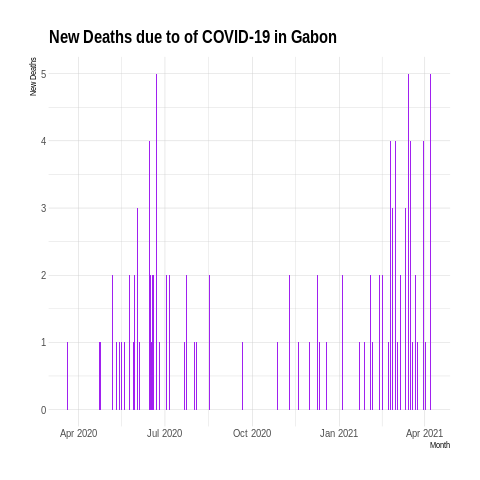 New Deaths due to of COVID-19 in Gabon
New Deaths
5
4
3
2
1
0
Apr 2020 Jul 2020 Oct 2020 Jan 2021 Apr 2021
Month